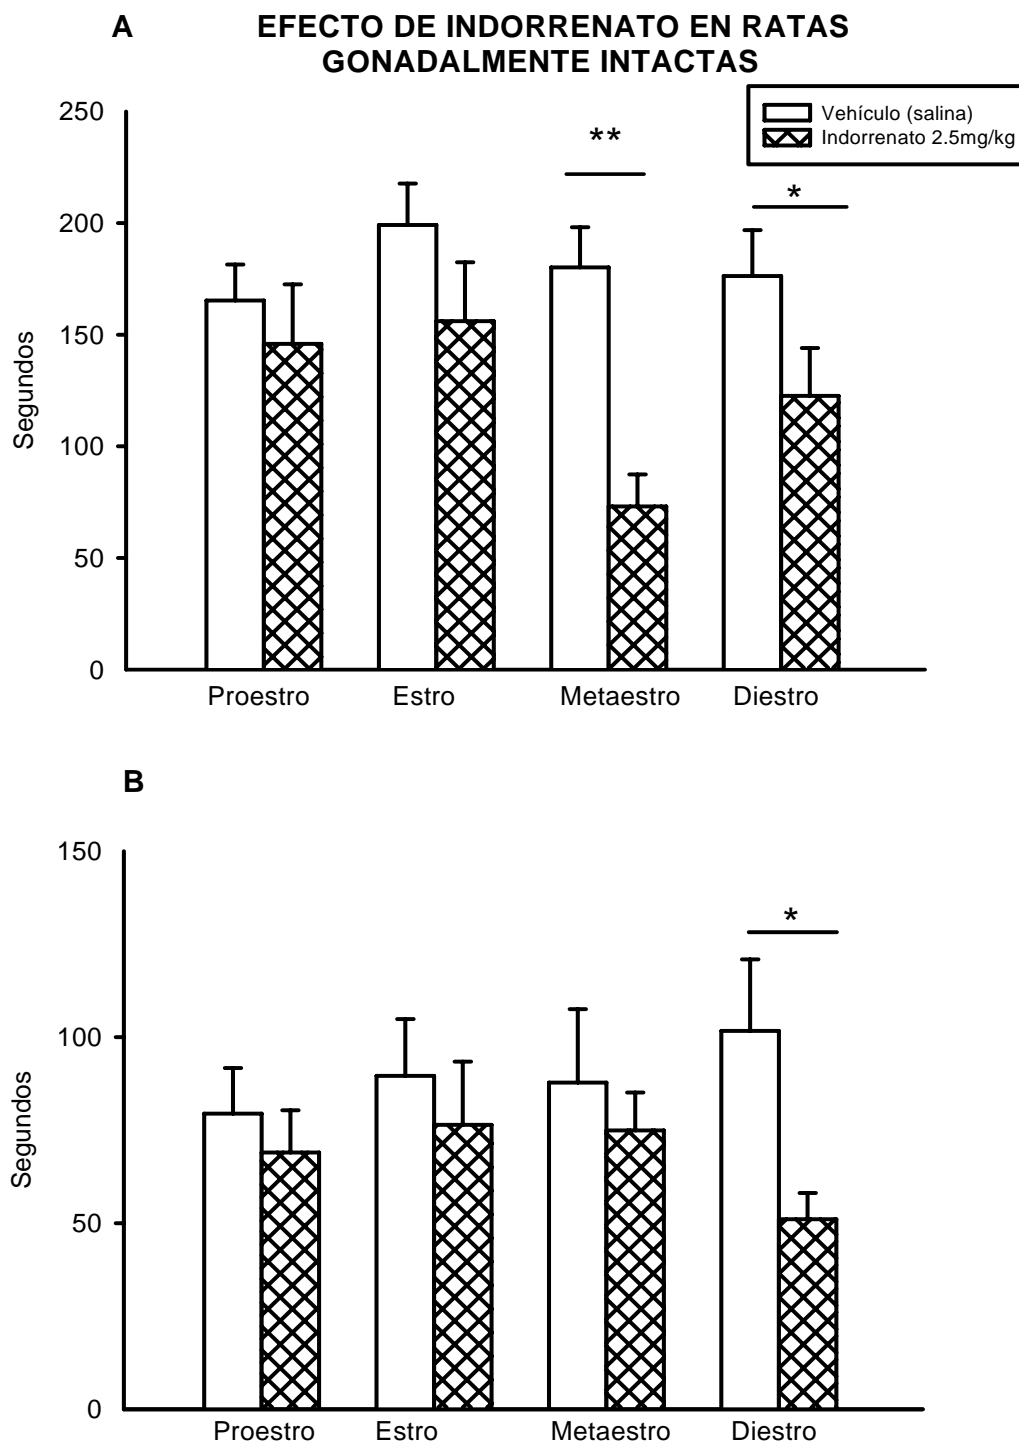 A
EFECTO DE INDORRENATO EN RATAS
GONADALMENTE INTACTAS
Vehículo (salina)
Indorrenato 2.5mg/kg
250
200
150
100
50
0
Segundos
**
*
Proestro Estro Metaestro Diestro
B
150
100
50
0
Segundos
*
Proestro Estro Metaestro Diestro